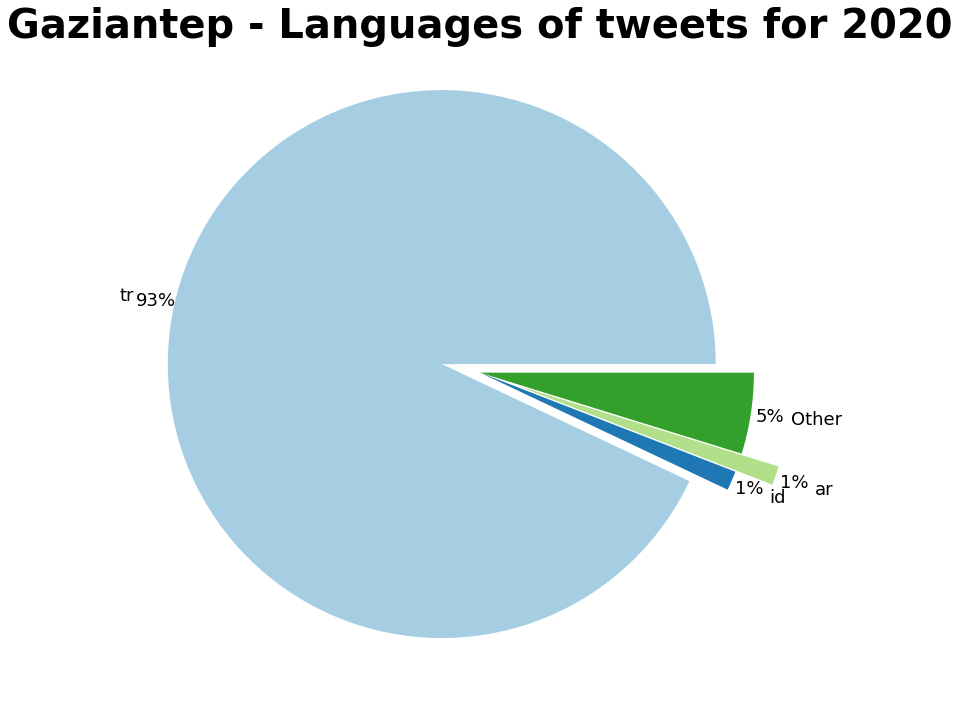 Gaziantep - Languages of tweets for 2020
tr 93%
5% Other
1% ar
1% id